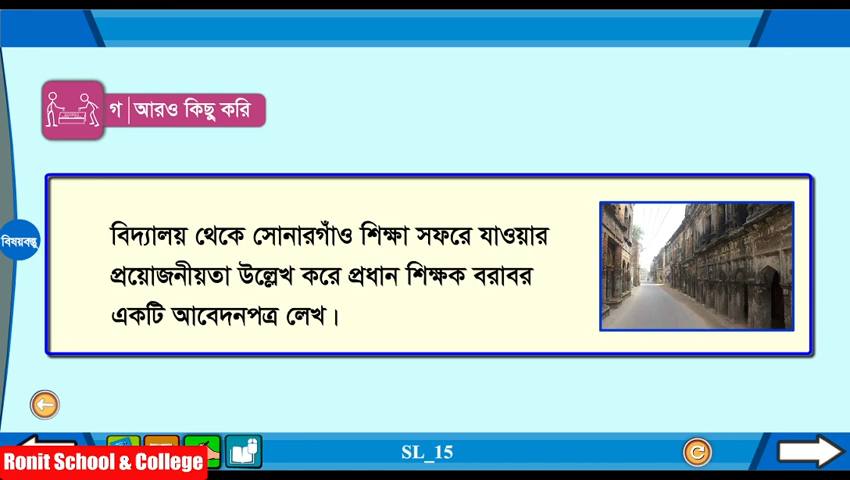 গ আরও কিছু করি
বিদ্যালয় থেকে সোনারগাঁও শিক্ষা সফরে যাওয়ার
প্রয়োজনীয়তা উল্লেখ করে প্রধান শিক্ষক বরাবর
একটি আবেদনপত্র লেখ।
বিষয়বস্তু
SL_15
Ronit School & College